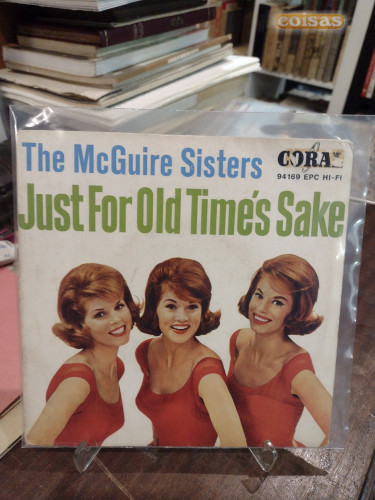 coisas
The McGuire Sisters
CORAL
94169 EPC HI-FI
Just For Old Time's Sake